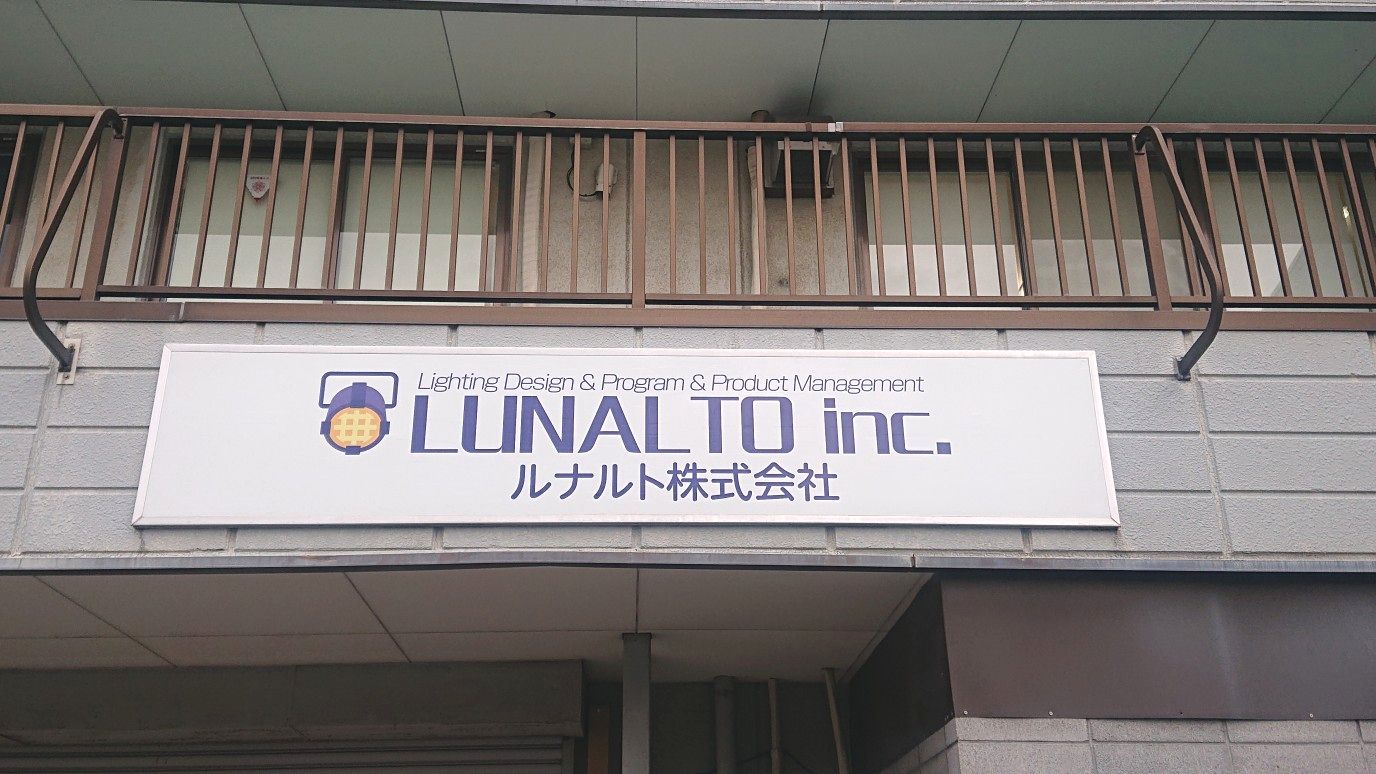 Lighting Design & Program & Product Management
LUNALTO inc.
ルナルト株式会社